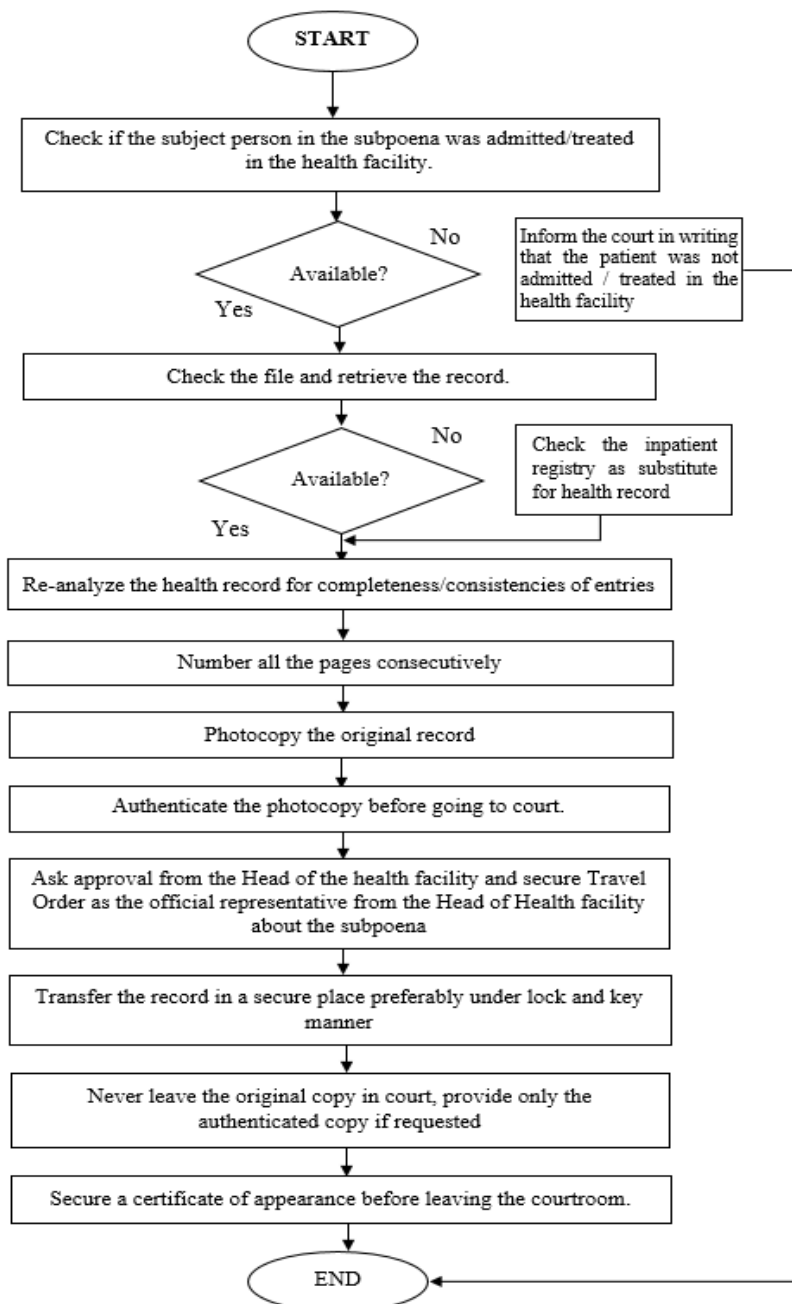 START
Check if the subject person in the subpoena was admitted/treated
in the health facility.
No
Available?
Yes
Inform the court in writing
that the patient was not
admitted / treated in the
health facility
Check the file and retrieve the record.
No
Available?
Yes
Check the inpatient
registry as substitute
for health record
Re-analyze the health record for completeness/consistencies of entries
Number all the pages consecutively
Photocopy the original record
Authenticate the photocopy before going to court.
Ask approval from the Head of the health facility and secure Travel
Order as the official representative from the Head of Health facility
about the subpoena
Transfer the record in a secure place preferably under lock and key
manner
Never leave the original copy in court, provide only the
authenticated copy if requested
Secure a certificate of appearance before leaving the courtroom.
END